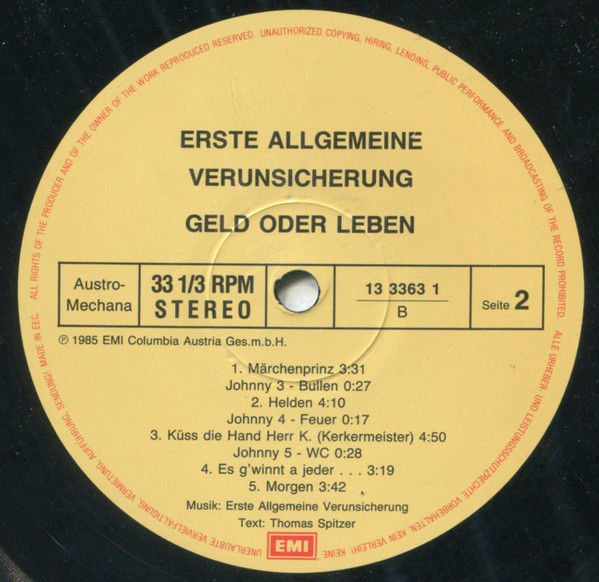 ALL RIGHTS OF THE PRODUCER AND OF THE OWNER OF THE WORK REPRODUCED RESERVED. UNAUTHORIZED COPYING, HIRING, LENDING, PUBLIC PERFORMANCE AND BROADCASTING OF THE RECORD PROHIBITED. ALLE URHEBER- UND LEISTUNGSSCHUTZRECHTE VORBEHALTEN. KEIN VERLEIH! KEINE UNERLAUBTE VERVIELFÄLTIGUNG, VERMIETUNG, AUFFÜHRUNG, SENDUNG! MADE IN EEC.
ERSTE ALLGEMEINE
VERUNSICHERUNG
GELD ODER LEBEN
Austro-
Mechana
33 1/3 RPM
STEREO
13 3363 1
B
Seite 2
℗ 1985 EMI Columbia Austria Ges.m.b.H.
1. Märchenprinz 3:31
Johnny 3 - Bullen 0:27
2. Helden 4:10
Johnny 4 - Feuer 0:17
3. Küss die Hand Herr K. (Kerkermeister) 4:50
Johnny 5 - WC 0:28
4. Es g'winnt a jeder . . . 3:19
5. Morgen 3:42
Musik: Erste Allgemeine Verunsicherung
Text: Thomas Spitzer
EMI